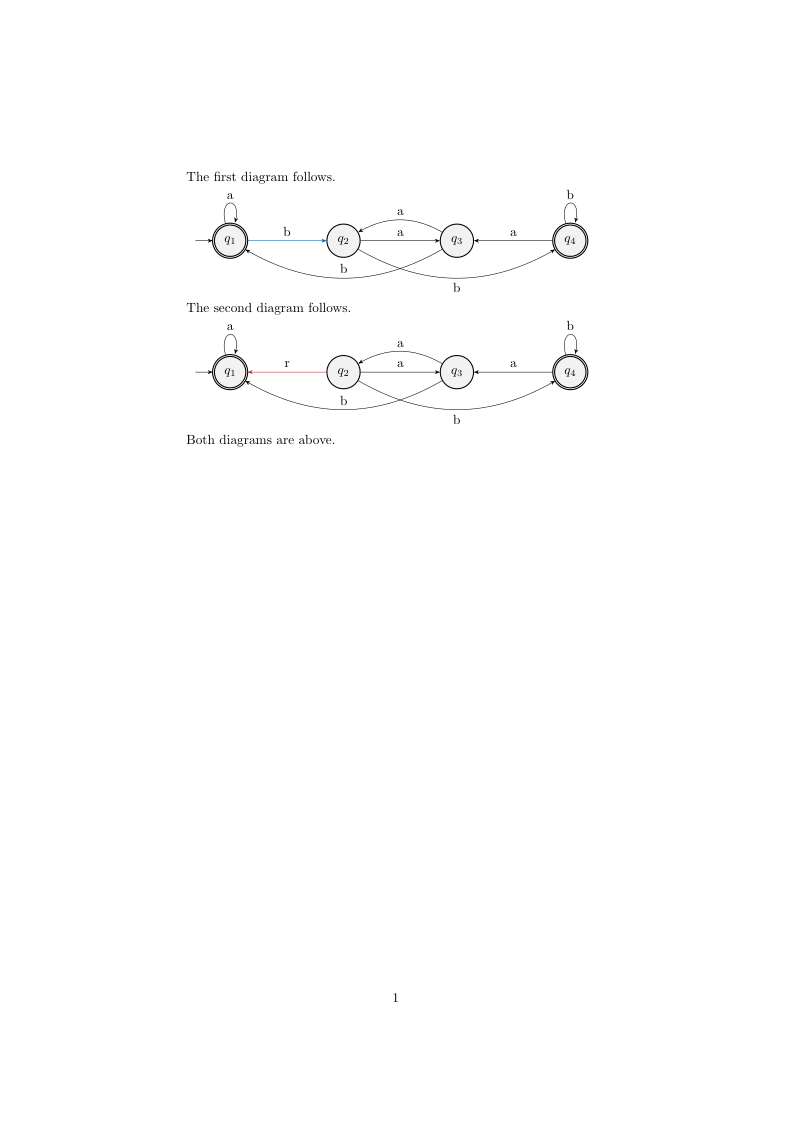 The first diagram follows.
a b
a
b a a
q1 q2 q3 q4
b
b
The second diagram follows.
a b
a
r a a
q1 q2 q3 q4
b
b
Both diagrams are above.
1